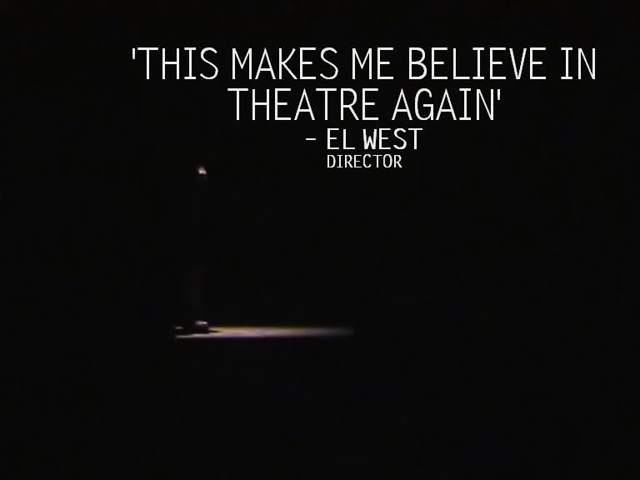 'THIS MAKES ME BELIEVE IN
THEATRE AGAIN'
- EL WEST
DIRECTOR